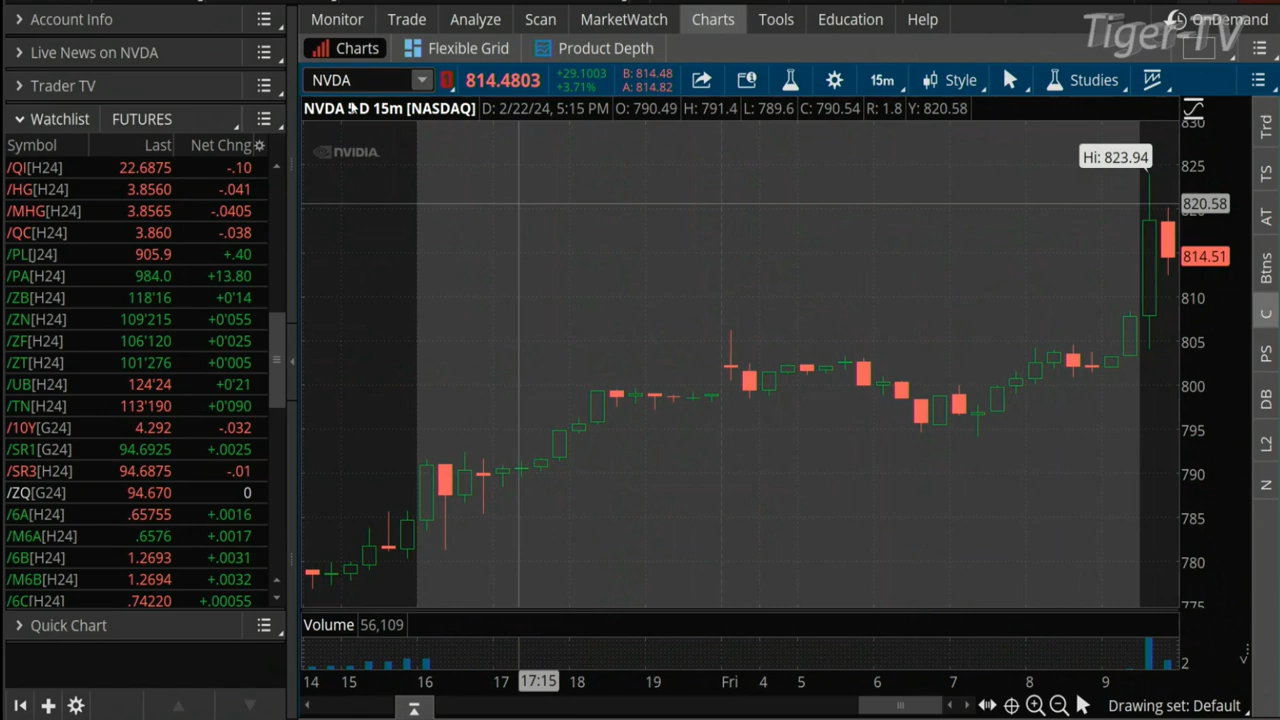 Account Info
Monitor Trade Analyze Scan MarketWatch Charts Tools Education Help OnDemand
Tiger-TV
Live News on NVDA
Charts Flexible Grid Product Depth
Trader TV
NVDA 814.4803 +29.1003 +3.71% B: 814.48 A: 814.82 15m Style Studies
Watchlist FUTURES
NVDA D 15m [NASDAQ] D: 2/22/24, 5:15 PM O: 790.49 H: 791.4 L: 789.6 C: 790.54 R: 1.8 Y: 820.58
Symbol Last Net Chng
/QI[H24] 22.6875 -.10
/HG[H24] 3.8560 -.041
/MHG[H24] 3.8565 -.0405
/QC[H24] 3.860 -.038
/PL[J24] 905.9 +.40
/PA[H24] 984.0 +13.80
/ZB[H24] 118'16 +0'14
/ZN[H24] 109'215 +0'055
/ZF[H24] 106'120 +0'025
/ZT[H24] 101'276 +0'005
/UB[H24] 124'24 +0'21
/TN[H24] 113'190 +0'090
/10Y[G24] 4.292 -.032
/SR1[G24] 94.6925 +.0025
/SR3[H24] 94.6875 -.01
/ZQ[G24] 94.670 0
/6A[H24] .65755 +.0016
/M6A[H24] .6576 +.0017
/6B[H24] 1.2693 +.0031
/M6B[H24] 1.2694 +.0032
/6C[H24] .74220 +.00055
Quick Chart
NVIDIA.
Hi: 823.94
830
825
820.58
814.51
810
805
800
795
790
785
780
775
Volume 56,109
2
14 15 16 17 17:15 18 19 Fri 4 5 6 7 8 9
Drawing set: Default
Trd
TS
AT
Btns
C
PS
DB
L2
N